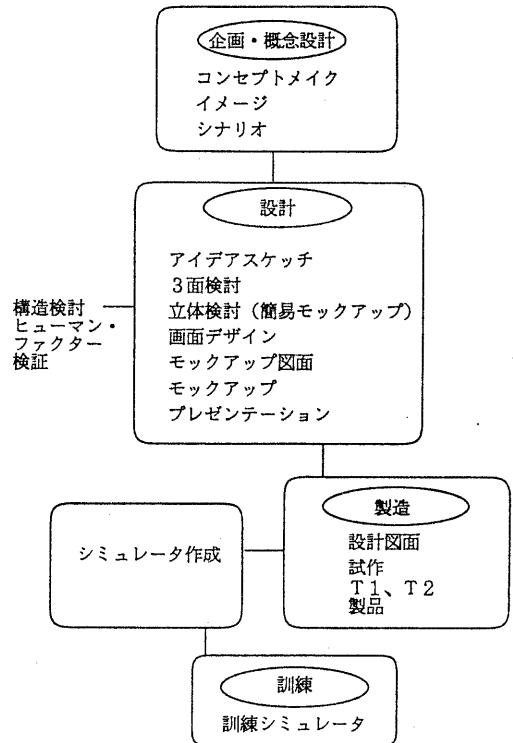 企画・概念設計
コンセプトメイク
イメージ
シナリオ
設計
アイデアスケッチ
３面検討
立体検討（簡易モックアップ）
画面デザイン
モックアップ図面
モックアップ
プレゼンテーション
構造検討
ヒューマン・
ファクター
検証
製造
設計図面
試作
Ｔ１、Ｔ２
製品
シミュレータ作成
訓練
訓練シミュレータ